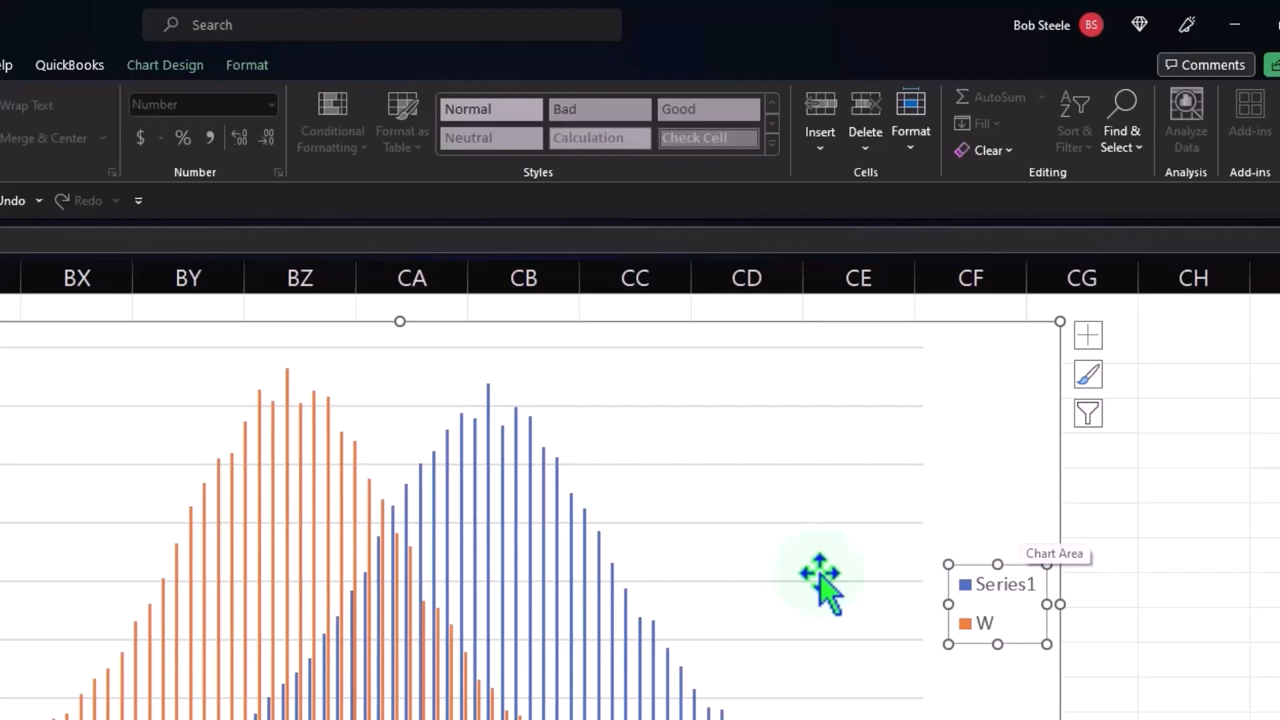 Search
Bob Steele BS
elp QuickBooks Chart Design Format Comments
Wrap Text
Merge & Center
Number
$ % ,
Number
Conditional
Formatting
Format as
Table
Normal Bad Good
Neutral Calculation Check Cell
Styles
Insert Delete Format
Cells
AutoSum
Fill
Clear
Sort &
Filter
Find &
Select
Editing
Analyze
Data
Analysis
Add-ins
Add-ins
Undo Redo
BX BY BZ CA CB CC CD CE CF CG CH
Chart Area
Series1
W